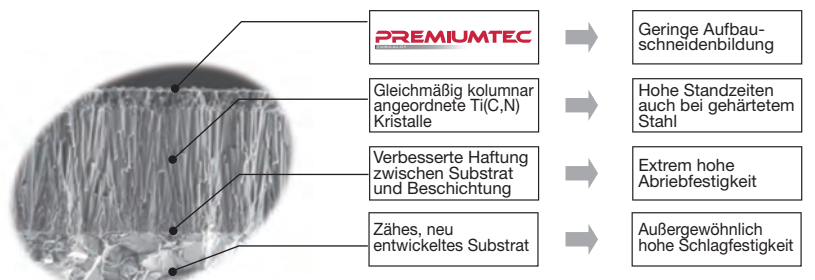 PREMIUMTEC
Geringe Aufbau-
schneidenbildung
Gleichmäßig kolumnar
angeordnete Ti(C,N)
Kristalle
Hohe Standzeiten
auch bei gehärtetem
Stahl
Verbesserte Haftung
zwischen Substrat
und Beschichtung
Extrem hohe
Abriebfestigkeit
Zähes, neu
entwickeltes Substrat
Außergewöhnlich
hohe Schlagfestigkeit